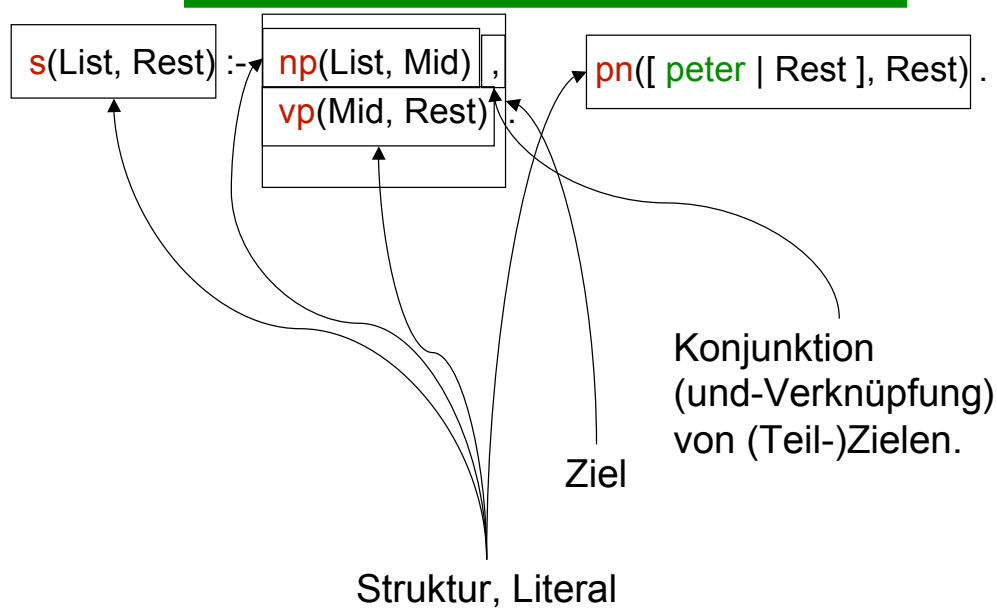 s(List, Rest) :- np(List, Mid) , pn([ peter | Rest ], Rest) .
vp(Mid, Rest) .
Konjunktion
(und-Verknüpfung)
von (Teil-)Zielen.
Ziel
Struktur, Literal